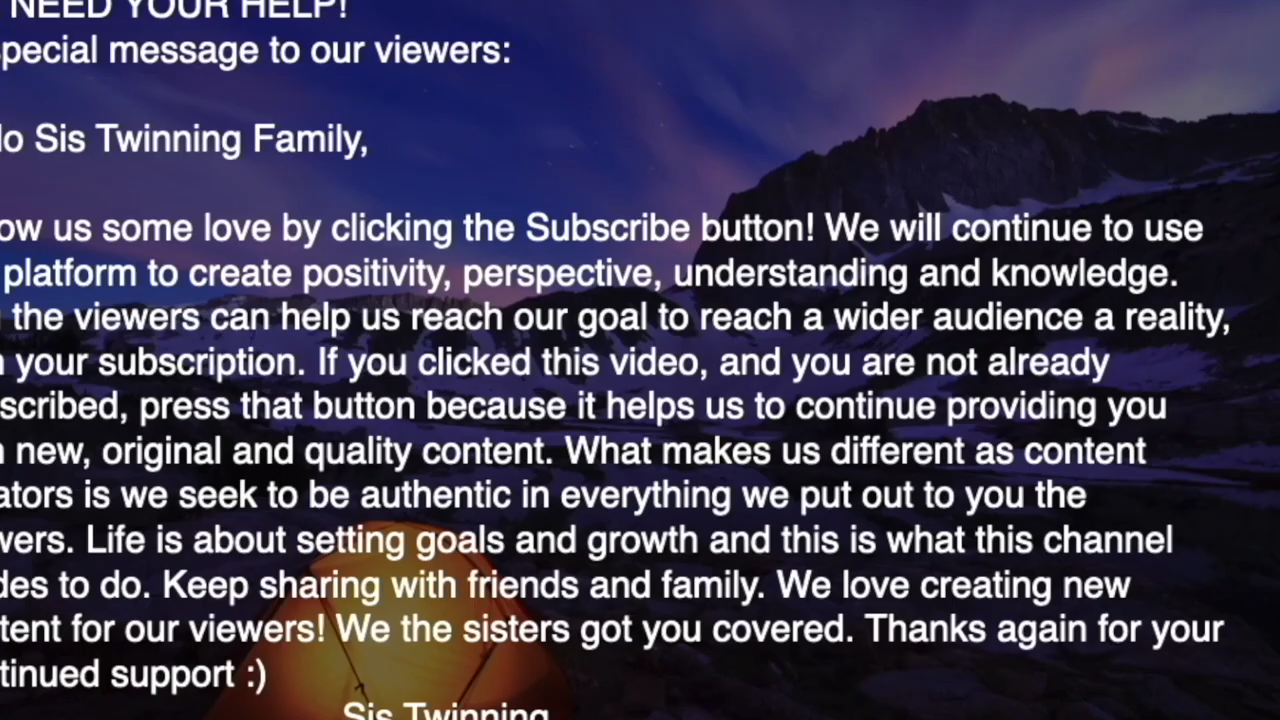 NEED YOUR HELP!
special message to our viewers:
lo Sis Twinning Family,
ow us some love by clicking the Subscribe button! We will continue to use
platform to create positivity, perspective, understanding and knowledge.
the viewers can help us reach our goal to reach a wider audience a reality,
your subscription. If you clicked this video, and you are not already
scribed, press that button because it helps us to continue providing you
new, original and quality content. What makes us different as content
ators is we seek to be authentic in everything we put out to you the
wers. Life is about setting goals and growth and this is what this channel
des to do. Keep sharing with friends and family. We love creating new
tent for our viewers! We the sisters got you covered. Thanks again for your
tinued support :)
Sis Twinning